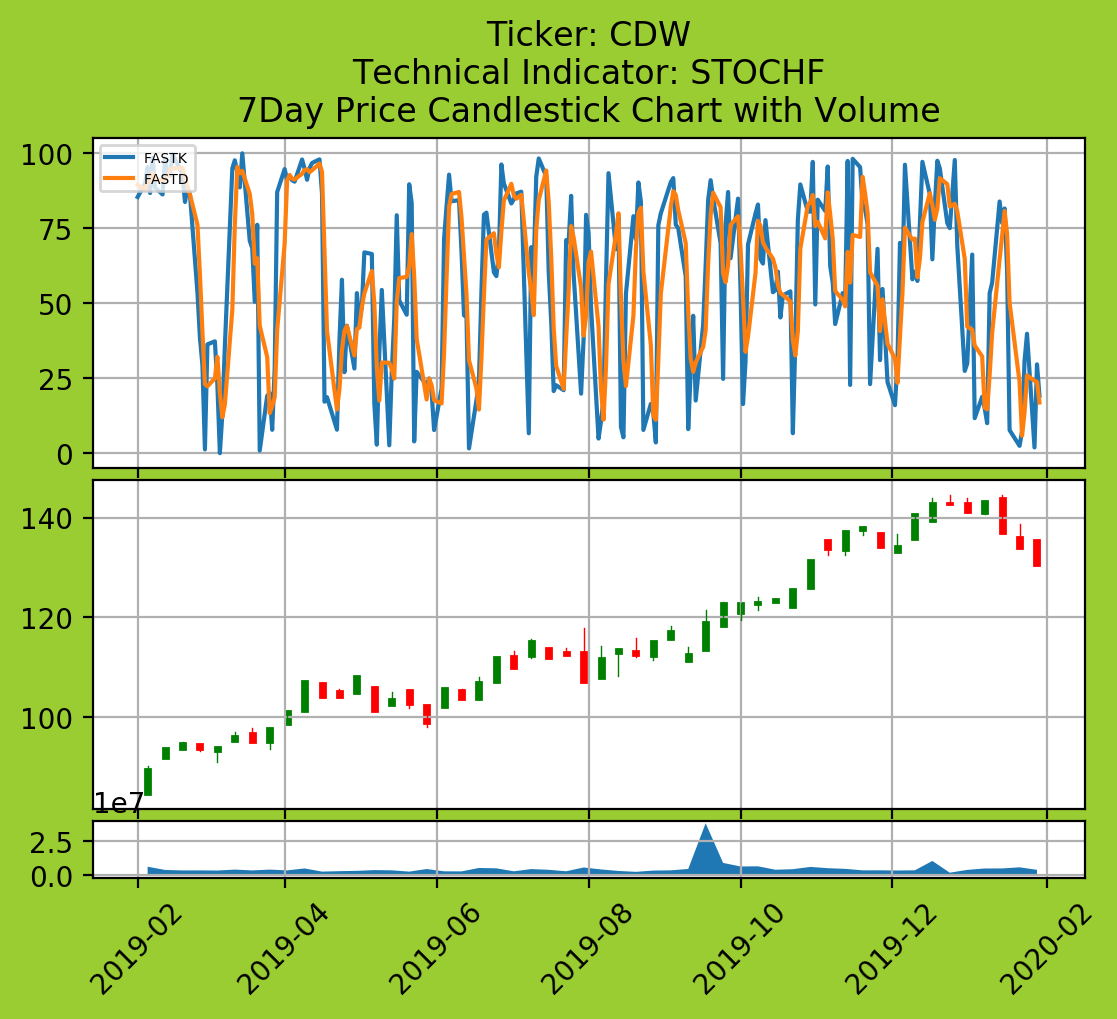 Ticker: CDW
Technical Indicator: STOCHF
7Day Price Candlestick Chart with Volume
100
75
50
25
0
FASTK
FASTD
140
120
100
1e7
2.5
0.0
2019-02
2019-04
2019-06
2019-08
2019-10
2019-12
2020-02